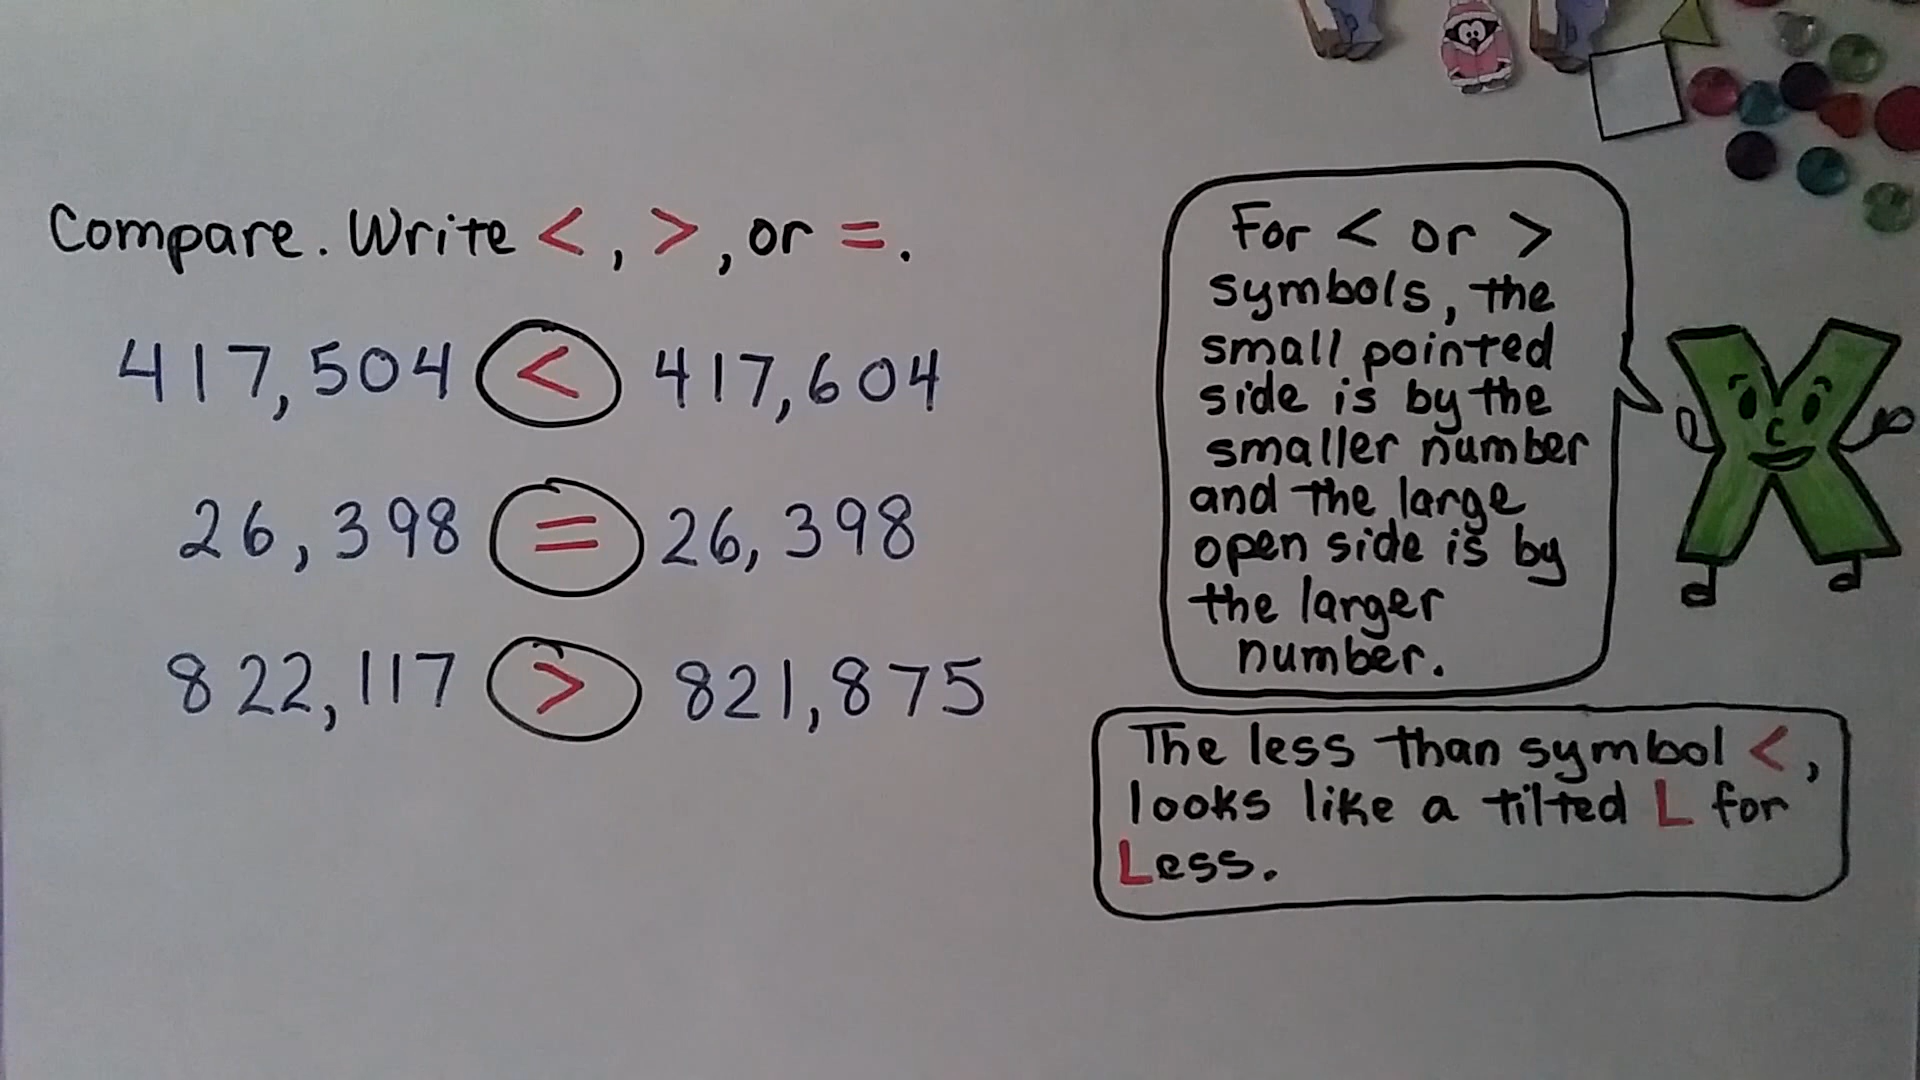 Compare. Write <, >, or =.
417,504 < 417,604
26,398 = 26,398
822,117 > 821,875
For < or >
symbols, the
small pointed
side is by the
smaller number
and the large
open side is by
the larger
number.
The less than symbol <,
looks like a tilted L for
Less.